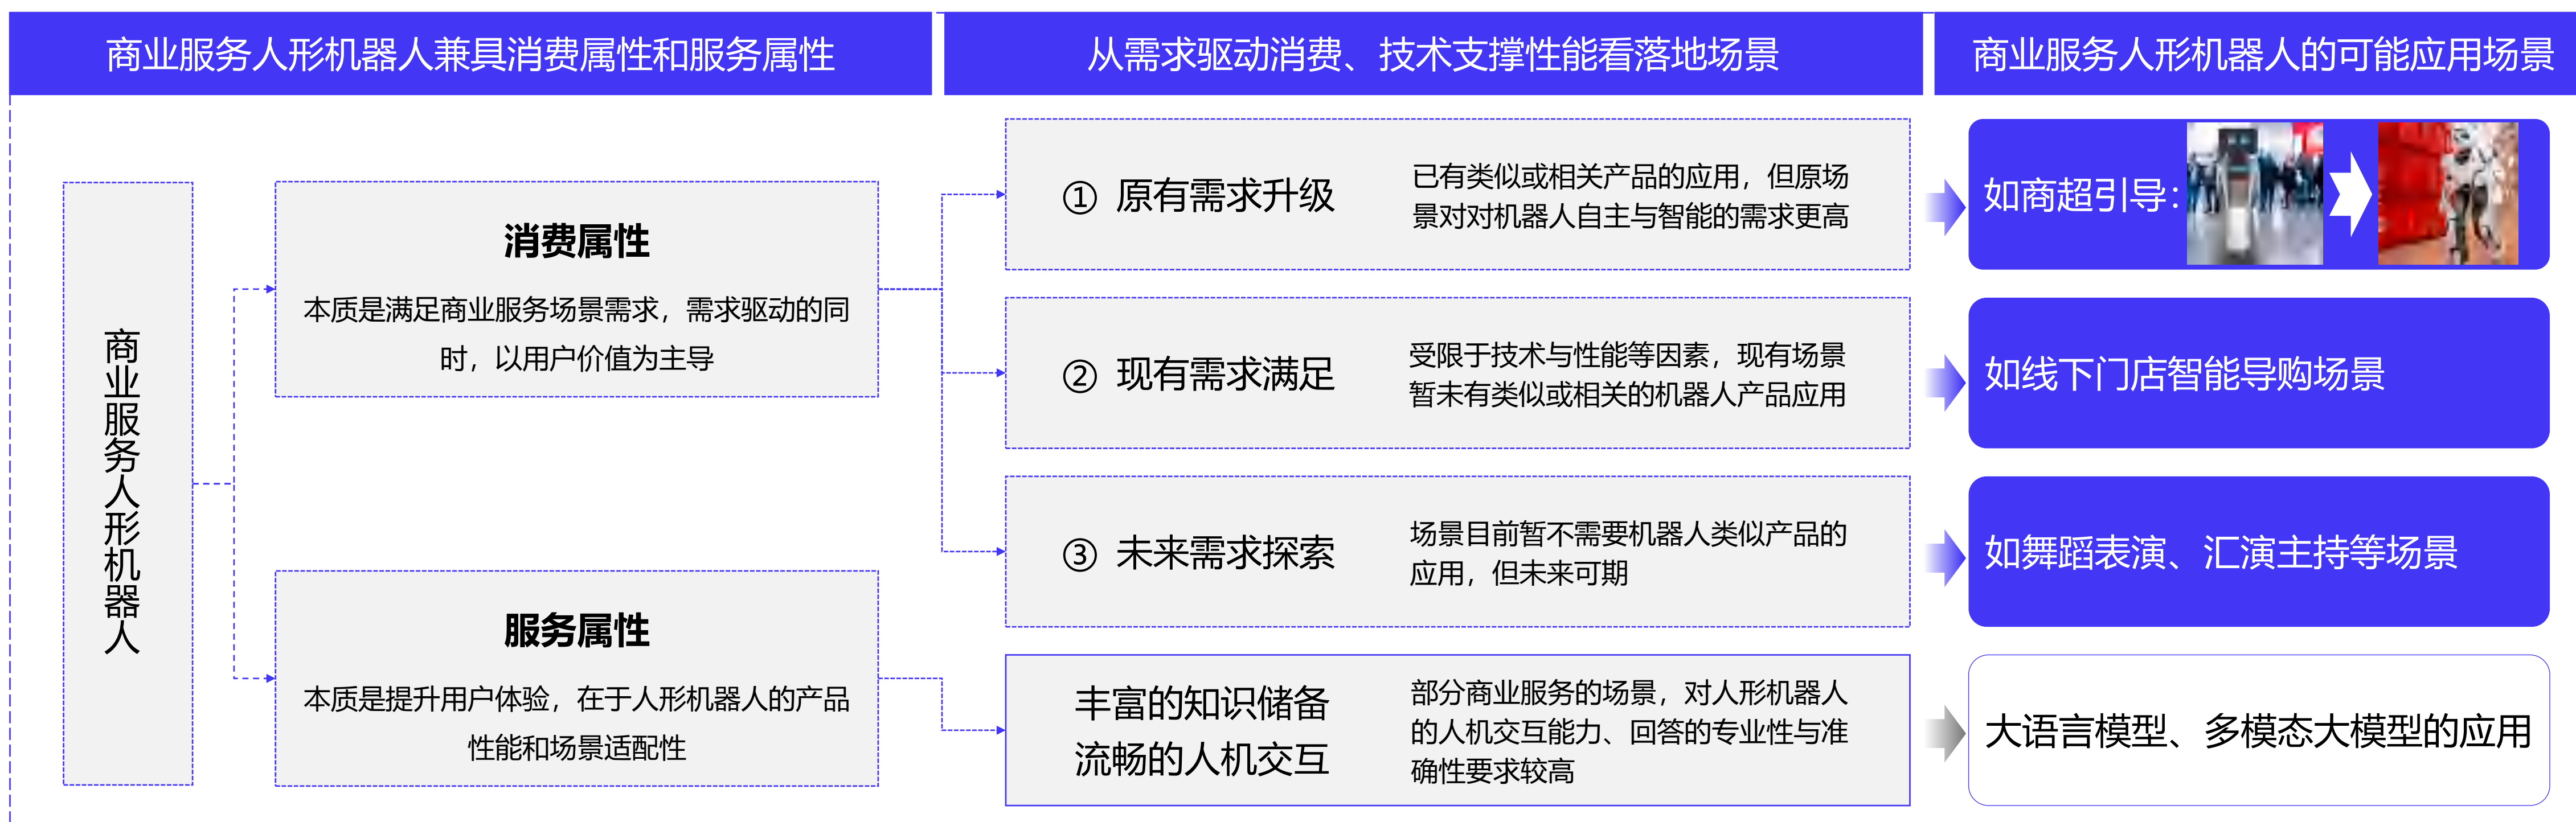 商业服务人形机器人兼具消费属性和服务属性
从需求驱动消费、技术支撑性能看落地场景
商业服务人形机器人的可能应用场景
商业服务人形机器人
消费属性
本质是满足商业服务场景需求，需求驱动的同
时，以用户价值为主导
服务属性
本质是提升用户体验，在于人形机器人的产品
性能和场景适配性
① 原有需求升级
已有类似或相关产品的应用，但原场
景对对机器人自主与智能的需求更高
如商超引导：
② 现有需求满足
受限于技术与性能等因素，现有场景
暂未有类似或相关的机器人产品应用
如线下门店智能导购场景
③ 未来需求探索
场景目前暂不需要机器人类似产品的
应用，但未来可期
如舞蹈表演、汇演主持等场景
丰富的知识储备
流畅的人机交互
部分商业服务的场景，对人形机器人
的人机交互能力、回答的专业性与准
确性要求较高
大语言模型、多模态大模型的应用